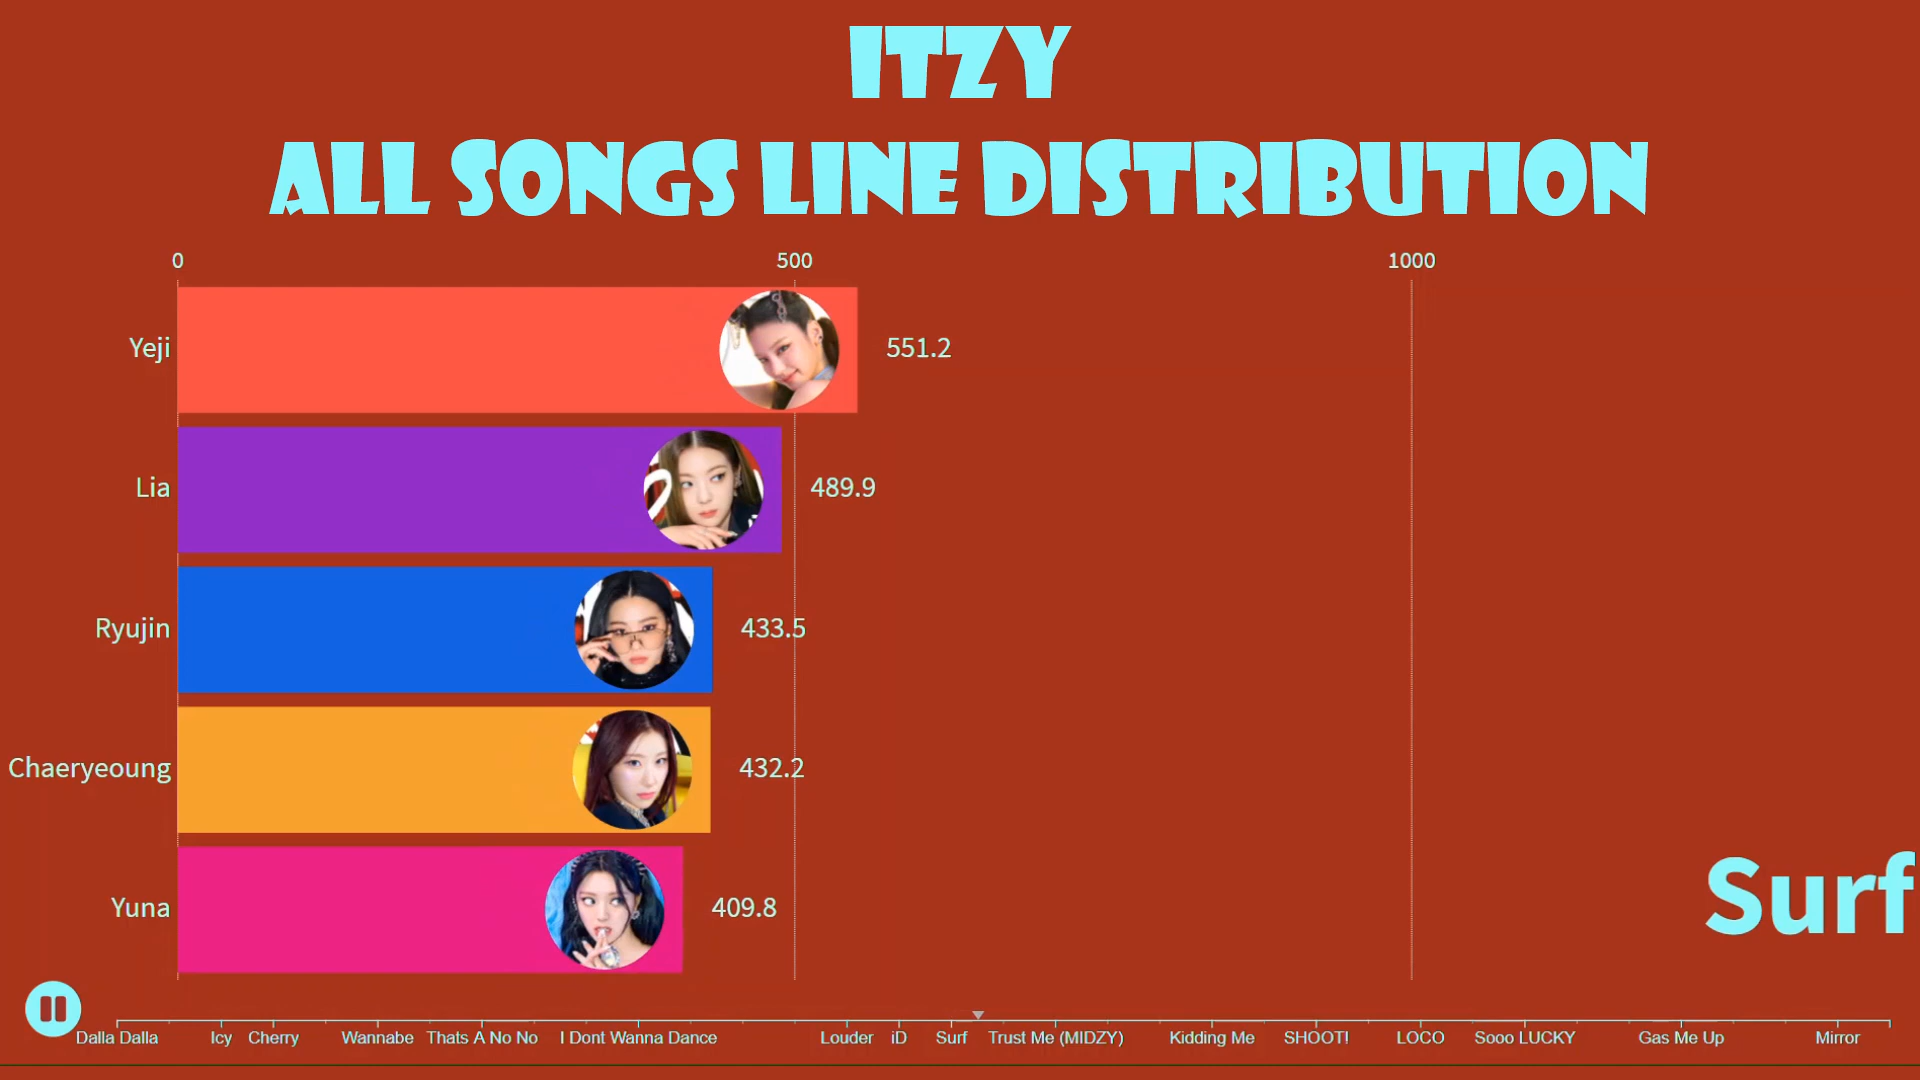 ITZY
ALL SONGS LINE DISTRIBUTION
0 500 1000
Yeji 551.2
Lia 489.9
Ryujin 433.5
Chaeryeoung 432.2
Yuna 409.8
Surf
Dalla Dalla Icy Cherry Wannabe Thats A No No I Dont Wanna Dance Louder iD Surf Trust Me (MIDZY) Kidding Me SHOOT! LOCO Sooo LUCKY Gas Me Up Mirror